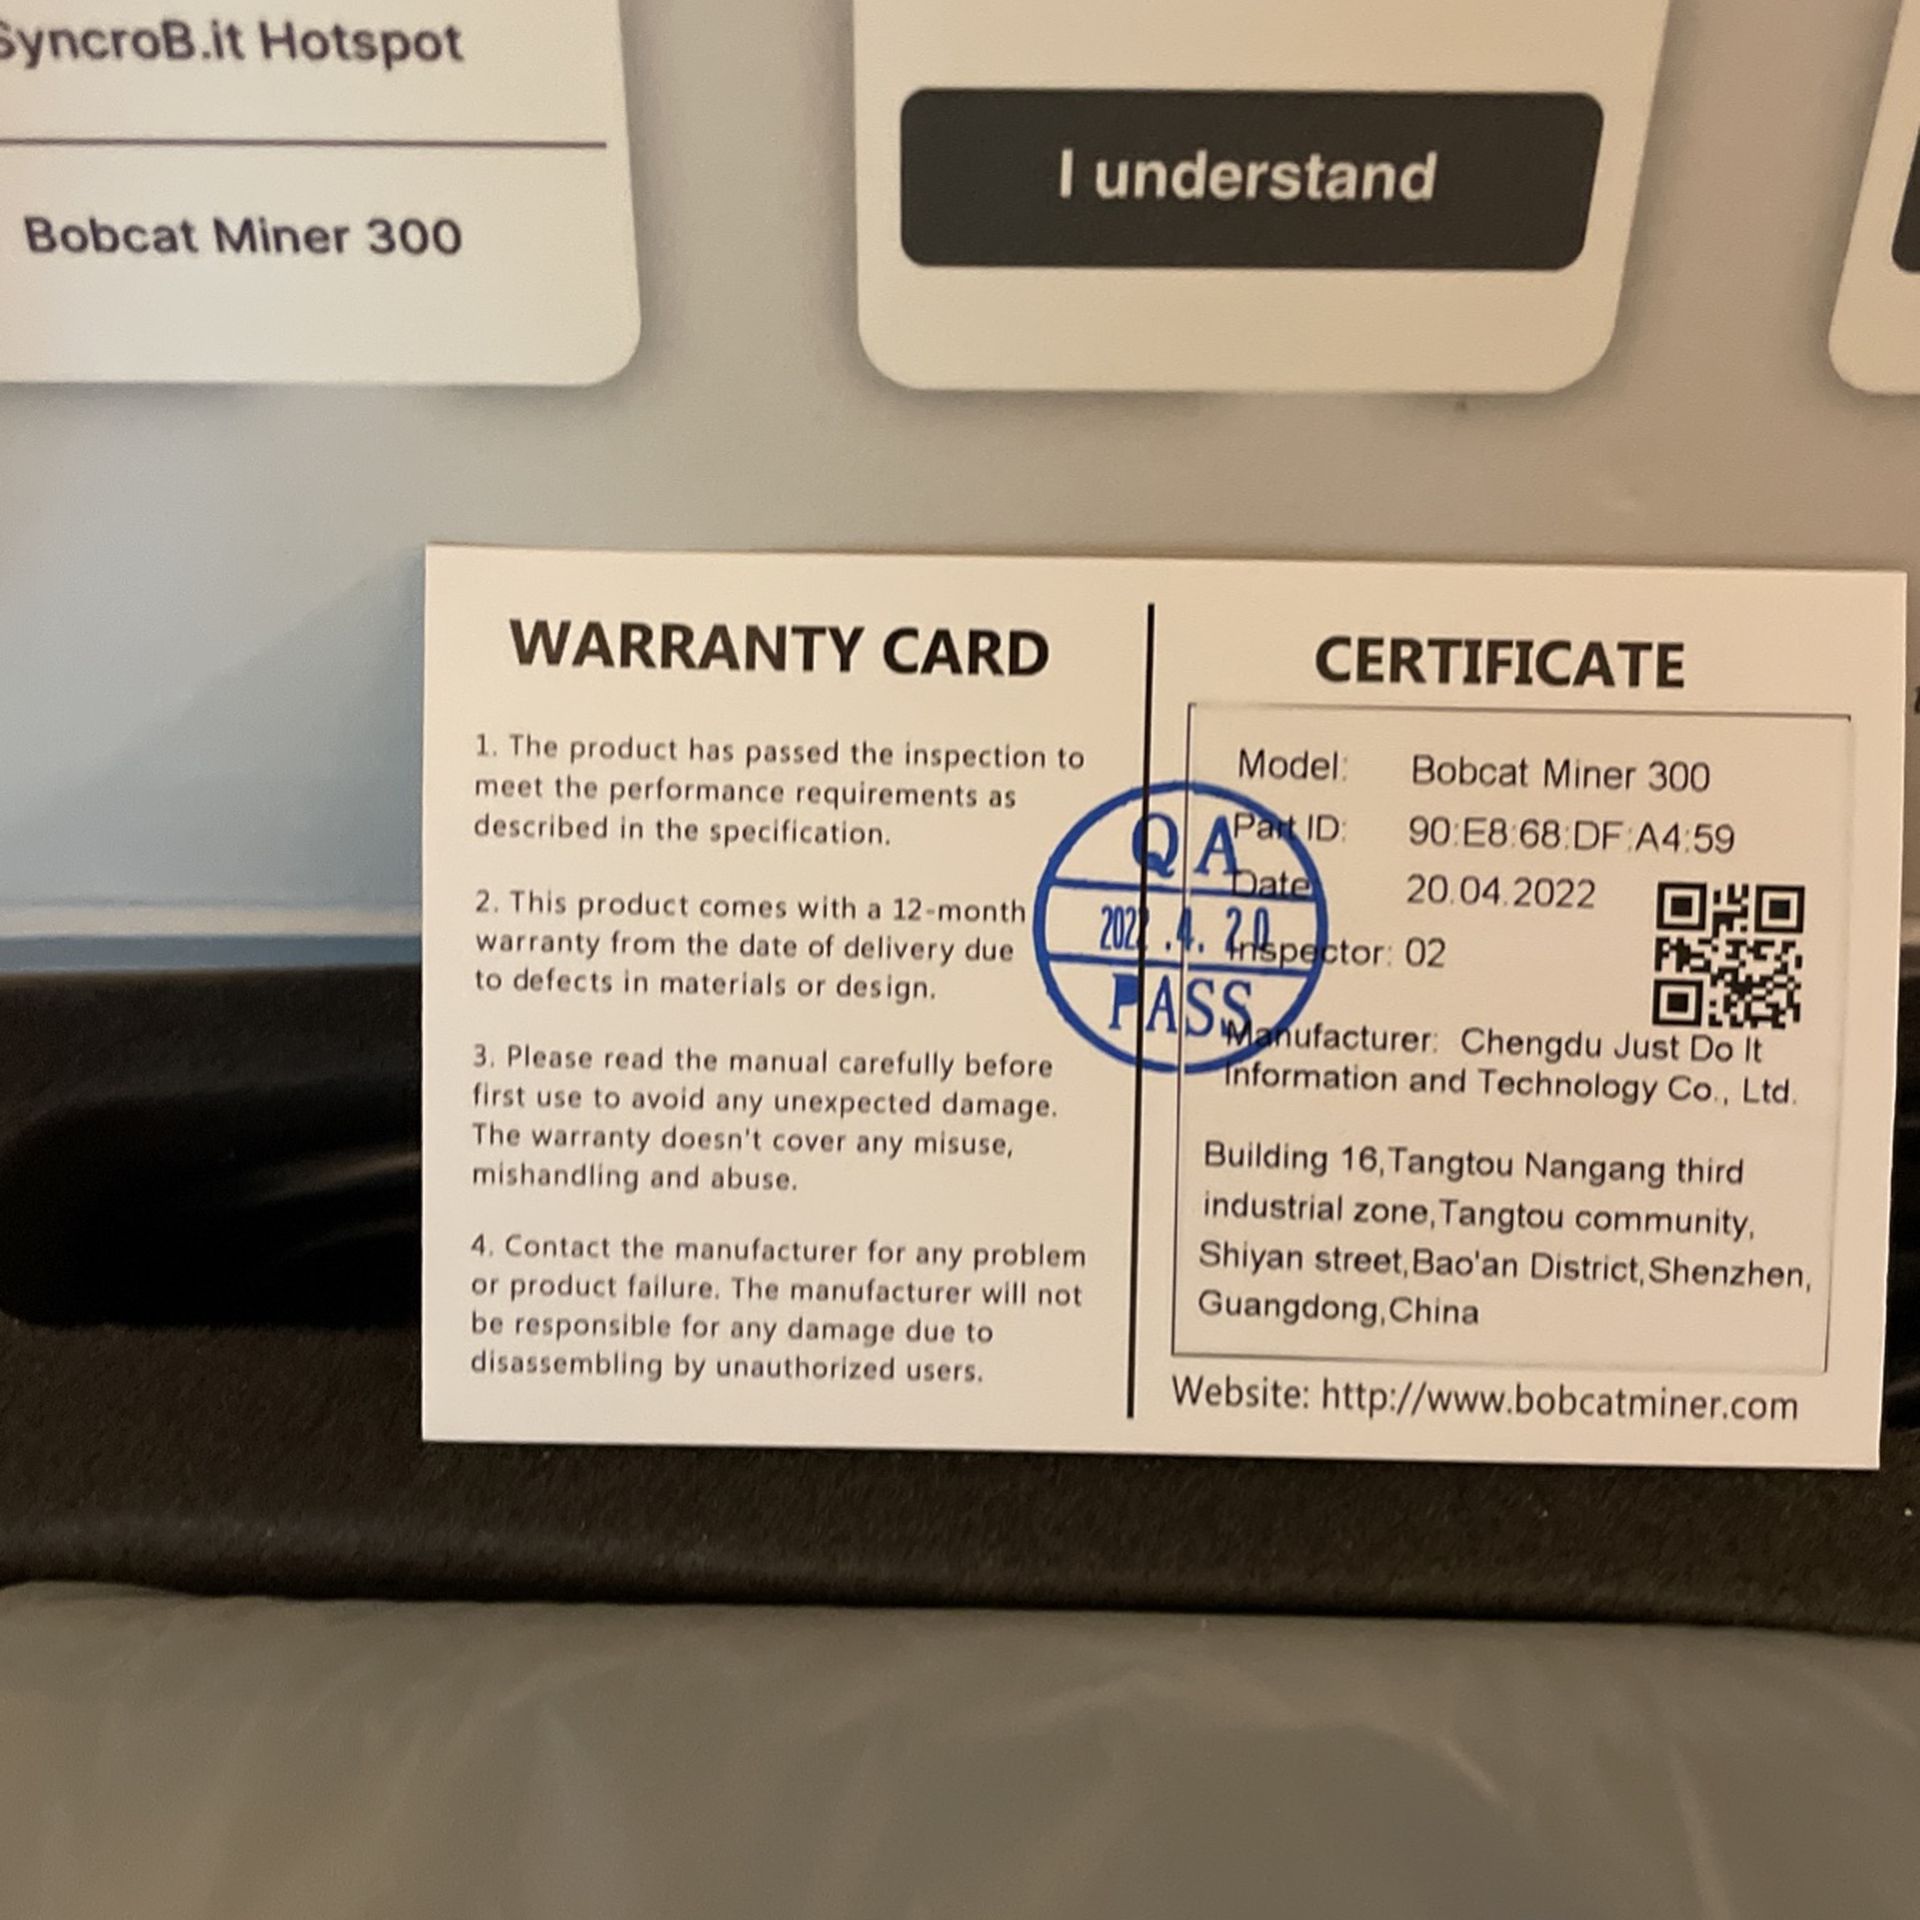 SyncroB.it Hotspot
Bobcat Miner 300
I understand
WARRANTY CARD
1. The product has passed the inspection to
meet the performance requirements as
described in the specification.
2. This product comes with a 12-month
warranty from the date of delivery due
to defects in materials or design.
3. Please read the manual carefully before
first use to avoid any unexpected damage.
The warranty doesn't cover any misuse,
mishandling and abuse.
4. Contact the manufacturer for any problem
or product failure. The manufacturer will not
be responsible for any damage due to
disassembling by unauthorized users.
QA
2022.4.20
PASS
CERTIFICATE
Model: Bobcat Miner 300
Part ID: 90:E8:68:DF:A4:59
Date: 20.04.2022
Inspector: 02
Manufacturer: Chengdu Just Do It
Information and Technology Co., Ltd.
Building 16,Tangtou Nangang third
industrial zone,Tangtou community,
Shiyan street,Bao'an District,Shenzhen,
Guangdong,China
Website: http://www.bobcatminer.com